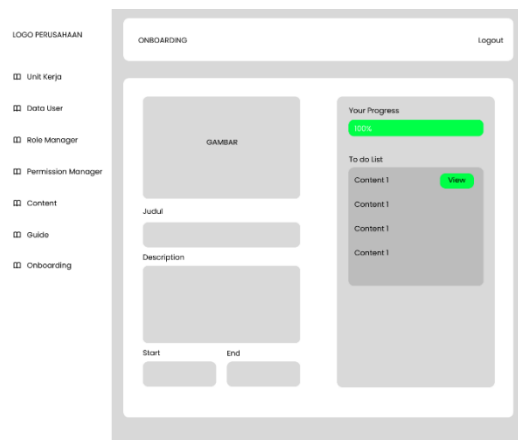 LOGO PERUSAHAAN
Unit Kerja
Data User
Role Manager
Permission Manager
Content
Guide
Onboarding
ONBOARDING
Logout
GAMBAR
Judul
Description
Start
End
Your Progress
100%
To do List
Content 1
View
Content 1
Content 1
Content 1